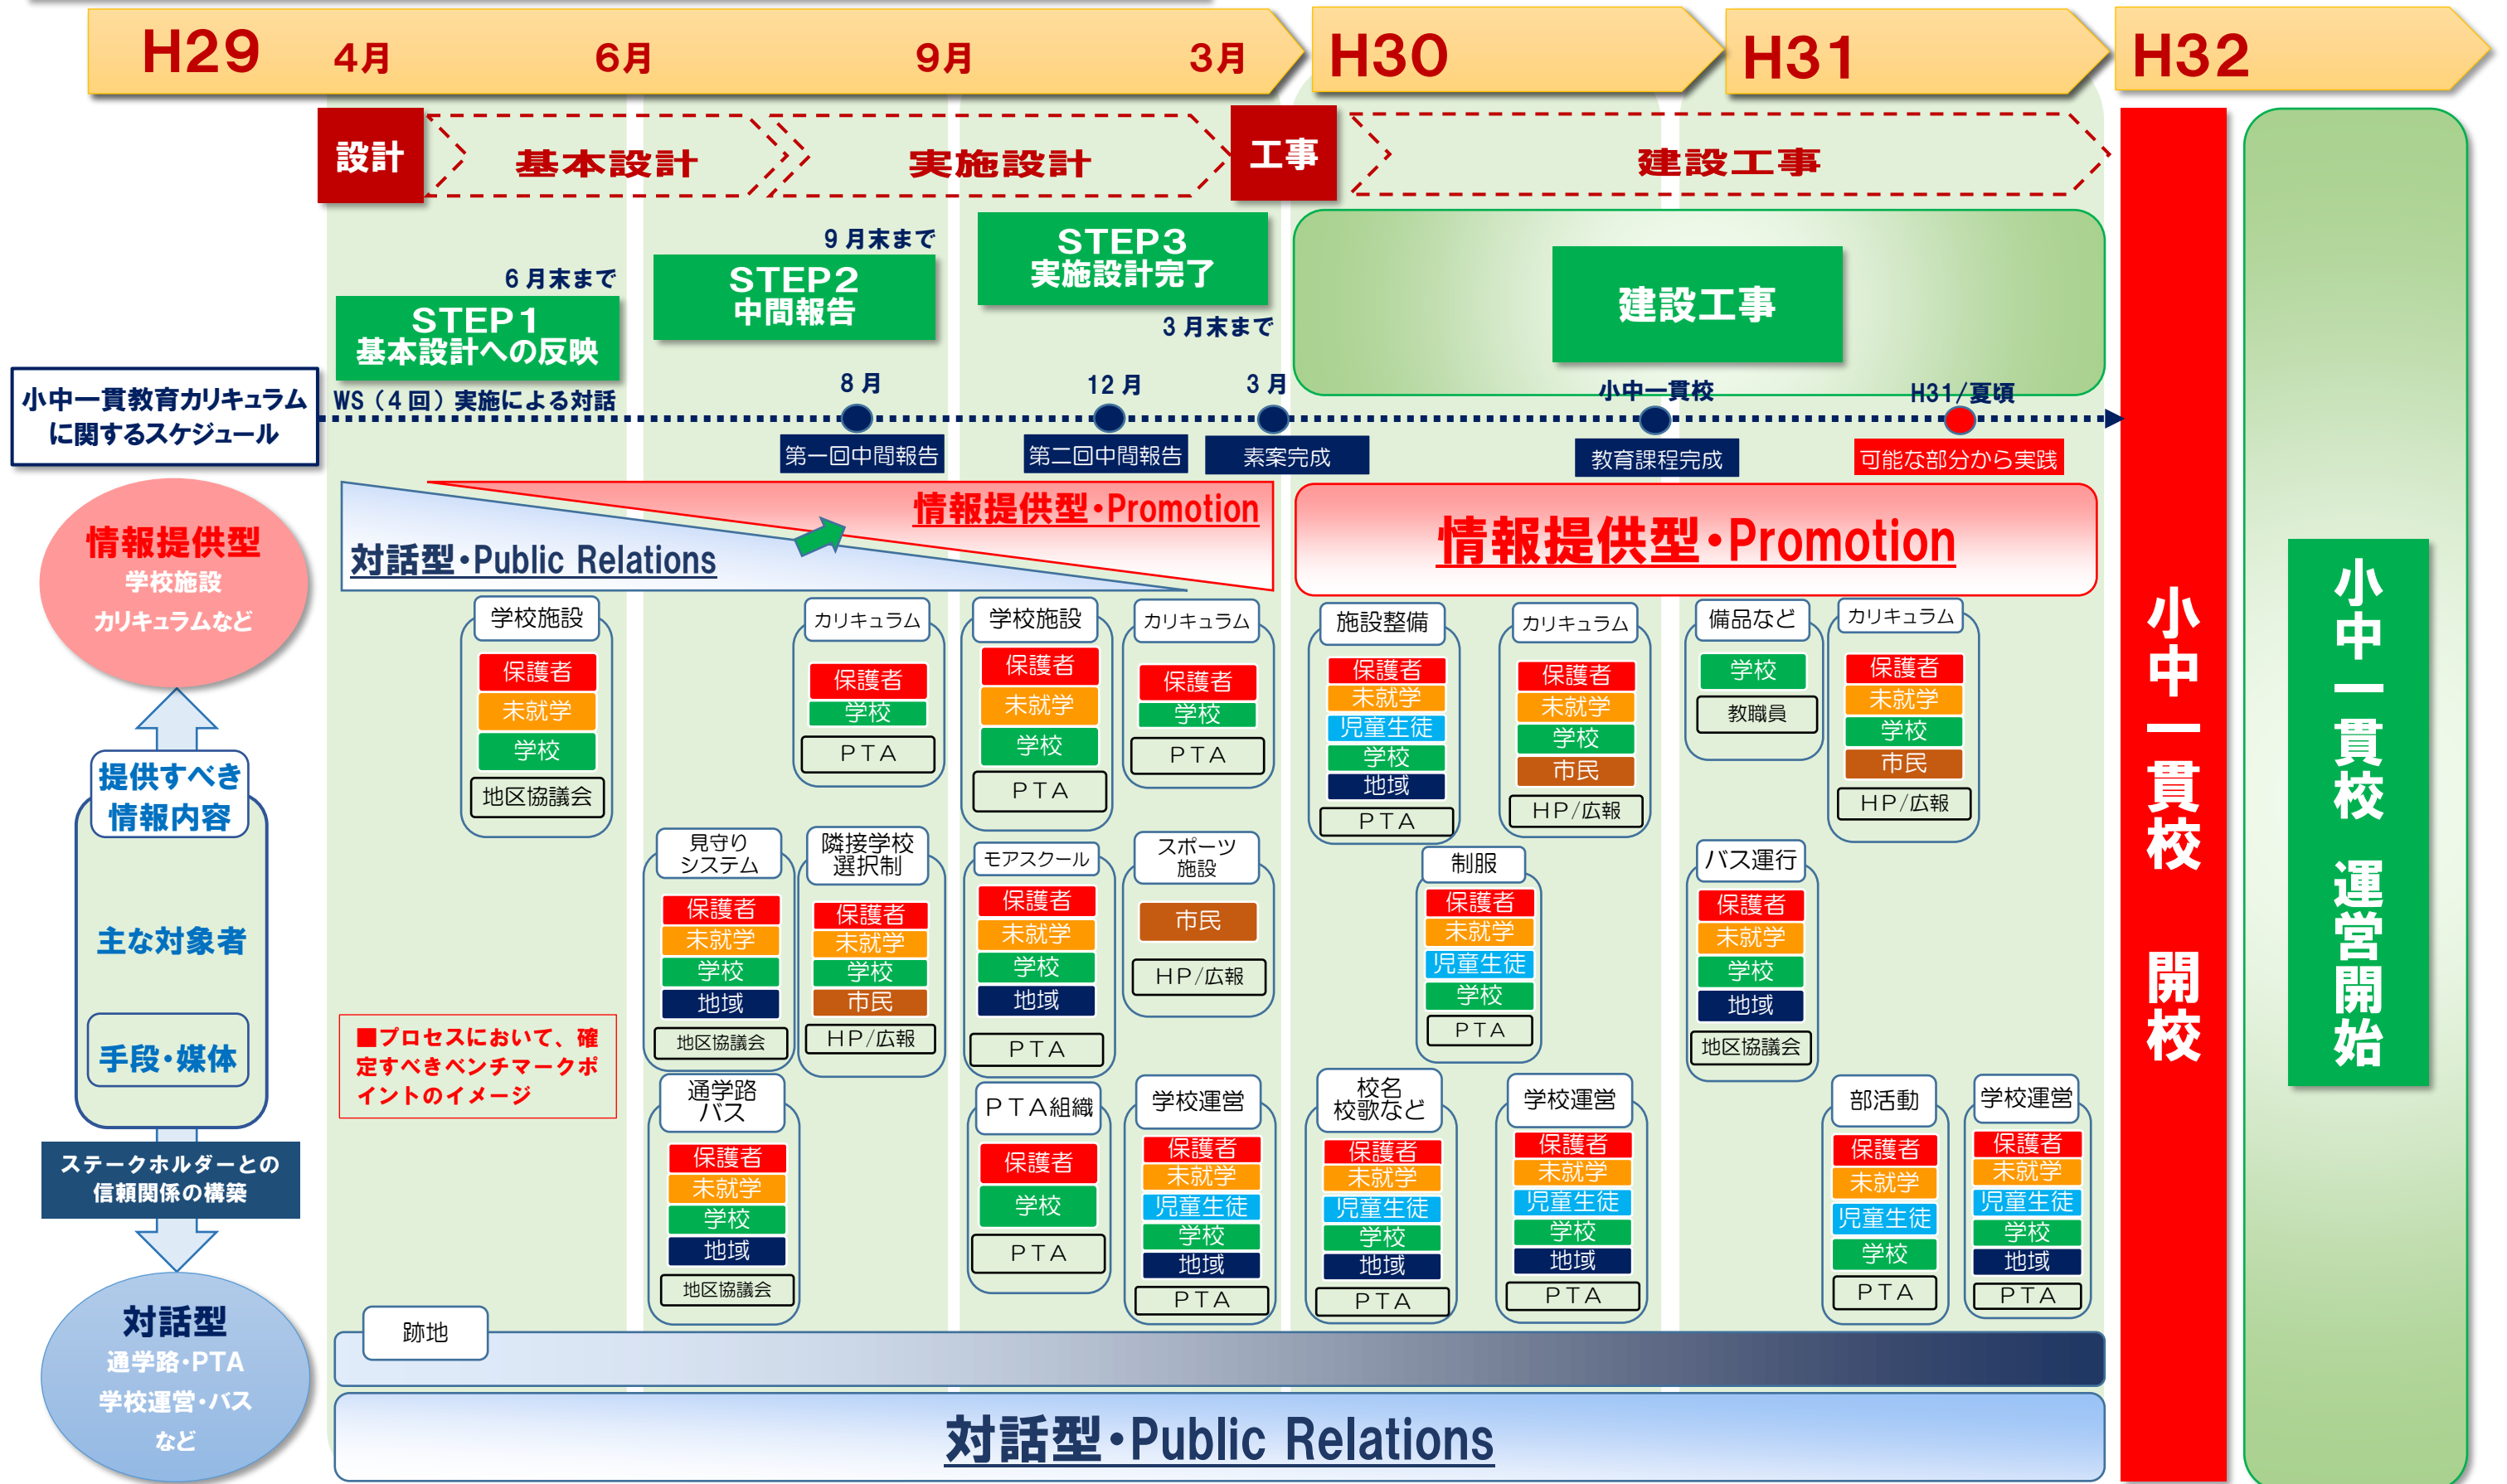 H29
4月
6月
9月
3月
H30
H31
H32
設計
基本設計
実施設計
工事
建設工事
6月末まで
STEP1
基本設計への反映
9月末まで
STEP2
中間報告
STEP3
実施設計完了
3月末まで
建設工事
小中一貫教育カリキュラム
に関するスケジュール
WS（4回）実施による対話
8月
第一回中間報告
12月
第二回中間報告
3月
素案完成
小中一貫校
教育課程完成
H31/夏頃
可能な部分から実践
情報提供型・Promotion
対話型・Public Relations
情報提供型・Promotion
情報提供型
学校施設
カリキュラムなど
提供すべき
情報内容
主な対象者
手段・媒体
ステークホルダーとの
信頼関係の構築
対話型
通学路・PTA
学校運営・バス
など
学校施設
保護者
未就学
学校
地区協議会
カリキュラム
保護者
学校
PTA
学校施設
保護者
未就学
学校
PTA
カリキュラム
保護者
学校
PTA
施設整備
保護者
未就学
児童生徒
学校
地域
PTA
カリキュラム
保護者
未就学
学校
市民
HP/広報
備品など
学校
教職員
カリキュラム
保護者
未就学
学校
市民
HP/広報
見守り
システム
保護者
未就学
学校
地域
地区協議会
隣接学校
選択制
保護者
未就学
学校
市民
HP/広報
モアスクール
保護者
未就学
学校
地域
PTA
スポーツ
施設
市民
HP/広報
制服
保護者
未就学
児童生徒
学校
PTA
バス運行
保護者
未就学
学校
地域
地区協議会
■プロセスにおいて、確
定すべきベンチマークポ
イントのイメージ
通学路
バス
保護者
未就学
学校
地域
地区協議会
PTA組織
保護者
学校
PTA
学校運営
保護者
未就学
児童生徒
学校
地域
PTA
校名
校歌など
保護者
未就学
児童生徒
学校
地域
PTA
学校運営
保護者
未就学
児童生徒
学校
地域
PTA
部活動
保護者
未就学
児童生徒
学校
PTA
学校運営
保護者
未就学
児童生徒
学校
地域
PTA
跡地
対話型・Public Relations
小中一貫校　開校
小中一貫校　運営開始